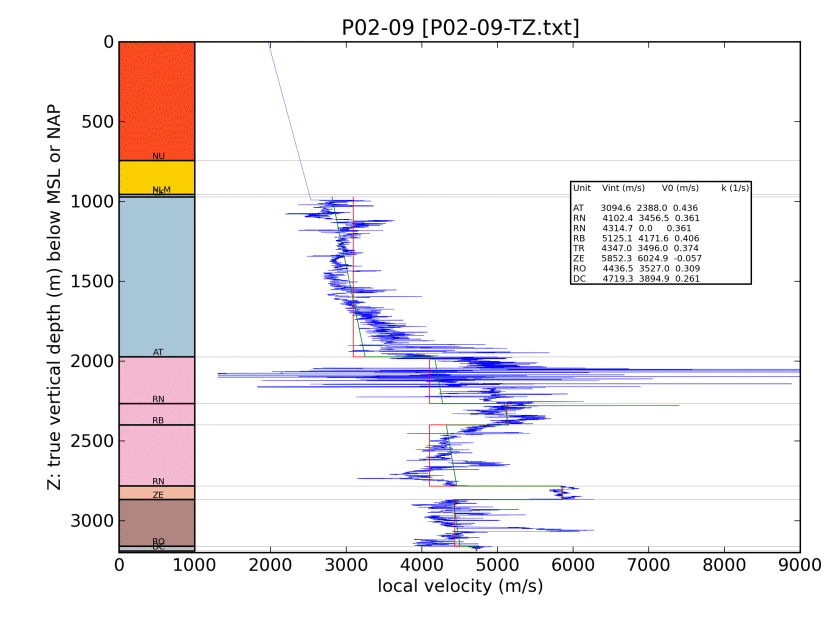 P02-09 [P02-09-TZ.txt]
0
500
1000
1500
2000
2500
3000
Z: true vertical depth (m) below MSL or NAP
NU
NLM
AT
RN
RB
RN
ZE
RO
DC
Unit Vint (m/s) V0 (m/s) k (1/s)
AT 3094.6 2388.0 0.436
RN 4102.4 3456.5 0.361
RN 4314.7 0.0 0.361
RB 5125.1 4171.6 0.406
TR 4347.0 3496.0 0.374
ZE 5852.3 6024.9 -0.057
RO 4436.5 3527.0 0.309
DC 4719.3 3894.9 0.261
0 1000 2000 3000 4000 5000 6000 7000 8000 9000
local velocity (m/s)